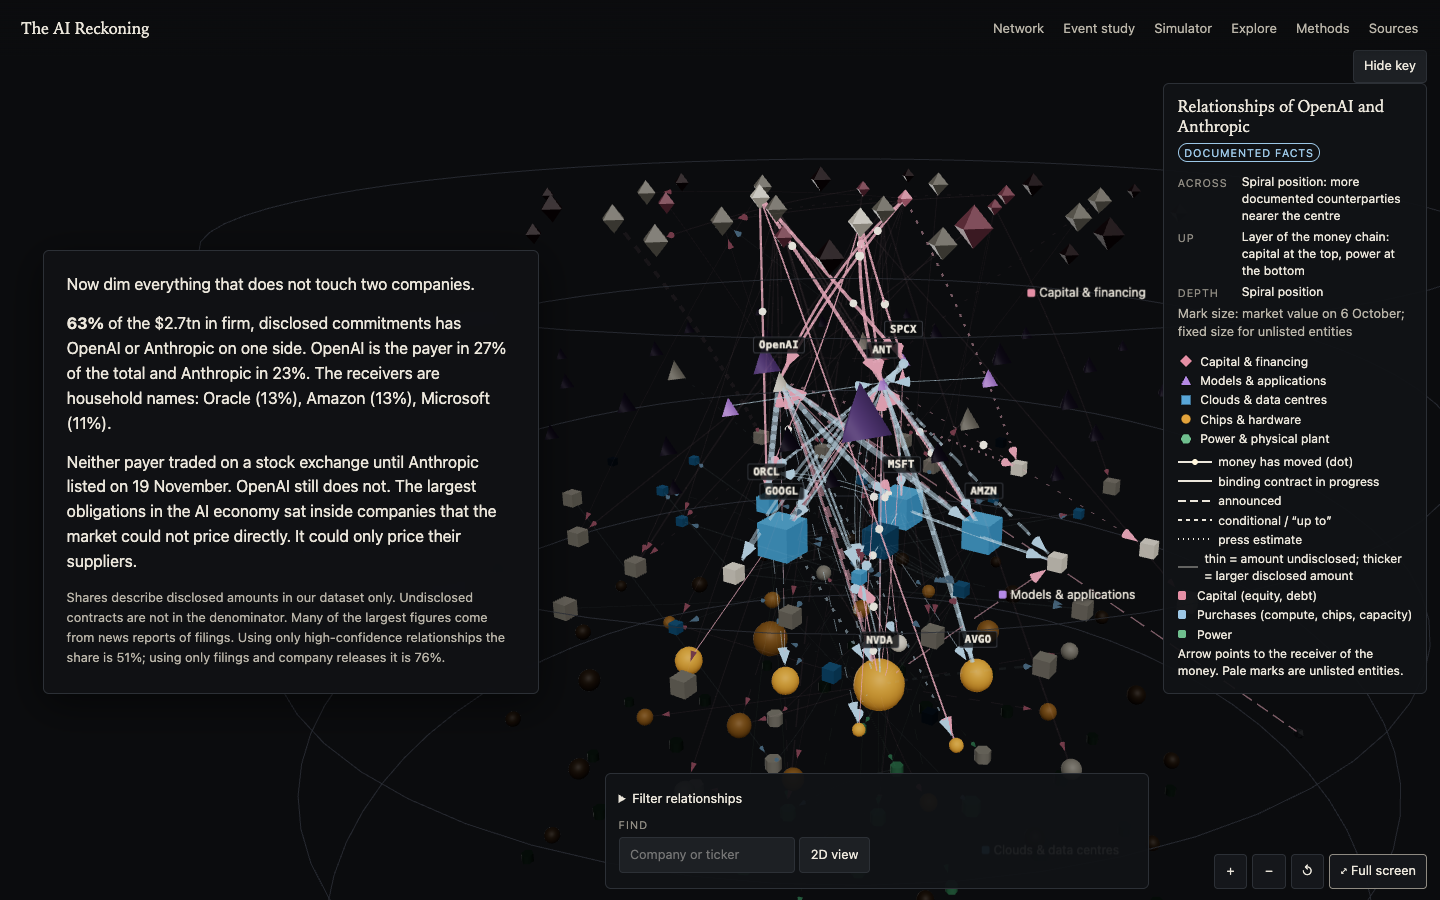 The AI Reckoning
Network Event study Simulator Explore Methods Sources
Hide key
Now dim everything that does not touch two companies.
63% of the $2.7tn in firm, disclosed commitments has
OpenAI or Anthropic on one side. OpenAI is the payer in 27%
of the total and Anthropic in 23%. The receivers are
household names: Oracle (13%), Amazon (13%), Microsoft
(11%).
Neither payer traded on a stock exchange until Anthropic
listed on 19 November. OpenAI still does not. The largest
obligations in the AI economy sat inside companies that the
market could not price directly. It could only price their
suppliers.
Shares describe disclosed amounts in our dataset only. Undisclosed
contracts are not in the denominator. Many of the largest figures come
from news reports of filings. Using only high-confidence relationships the
share is 51%; using only filings and company releases it is 76%.
Capital & financing
SPCX
OpenAI
ANT
ORCL
MSFT
GOOGL
AMZN
Models & applications
NVDA
AVGO
Clouds & data centres
Relationships of OpenAI and
Anthropic
DOCUMENTED FACTS
ACROSS Spiral position: more
documented counterparties
nearer the centre
UP Layer of the money chain:
capital at the top, power at
the bottom
DEPTH Spiral position
Mark size: market value on 6 October;
fixed size for unlisted entities
Capital & financing
Models & applications
Clouds & data centres
Chips & hardware
Power & physical plant
money has moved (dot)
binding contract in progress
announced
conditional / “up to”
press estimate
thin = amount undisclosed; thicker
= larger disclosed amount
Capital (equity, debt)
Purchases (compute, chips, capacity)
Power
Arrow points to the receiver of the
money. Pale marks are unlisted entities.
▶ Filter relationships
FIND
Company or ticker
2D view
+ − ↺ ⤢ Full screen